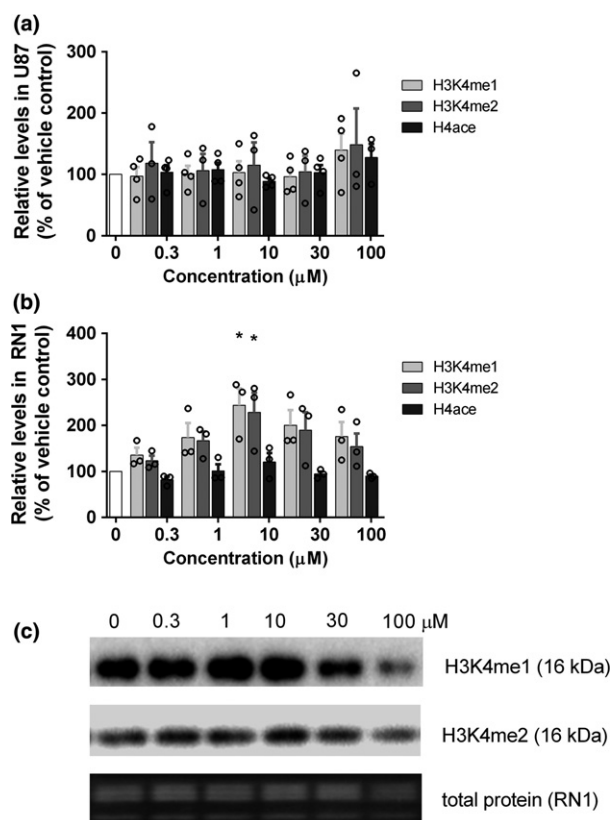 (a)
Relative levels in U87
(% of vehicle control)
300
200
100
0
H3K4me1
H3K4me2
H4ace
0 0.3 1 10 30 100
Concentration (µM)
(b)
* *
Relative levels in RN1
(% of vehicle control)
400
300
200
100
0
H3K4me1
H3K4me2
H4ace
0 0.3 1 10 30 100
Concentration (µM)
(c)
0 0.3 1 10 30 100 µM
H3K4me1 (16 kDa)
H3K4me2 (16 kDa)
total protein (RN1)